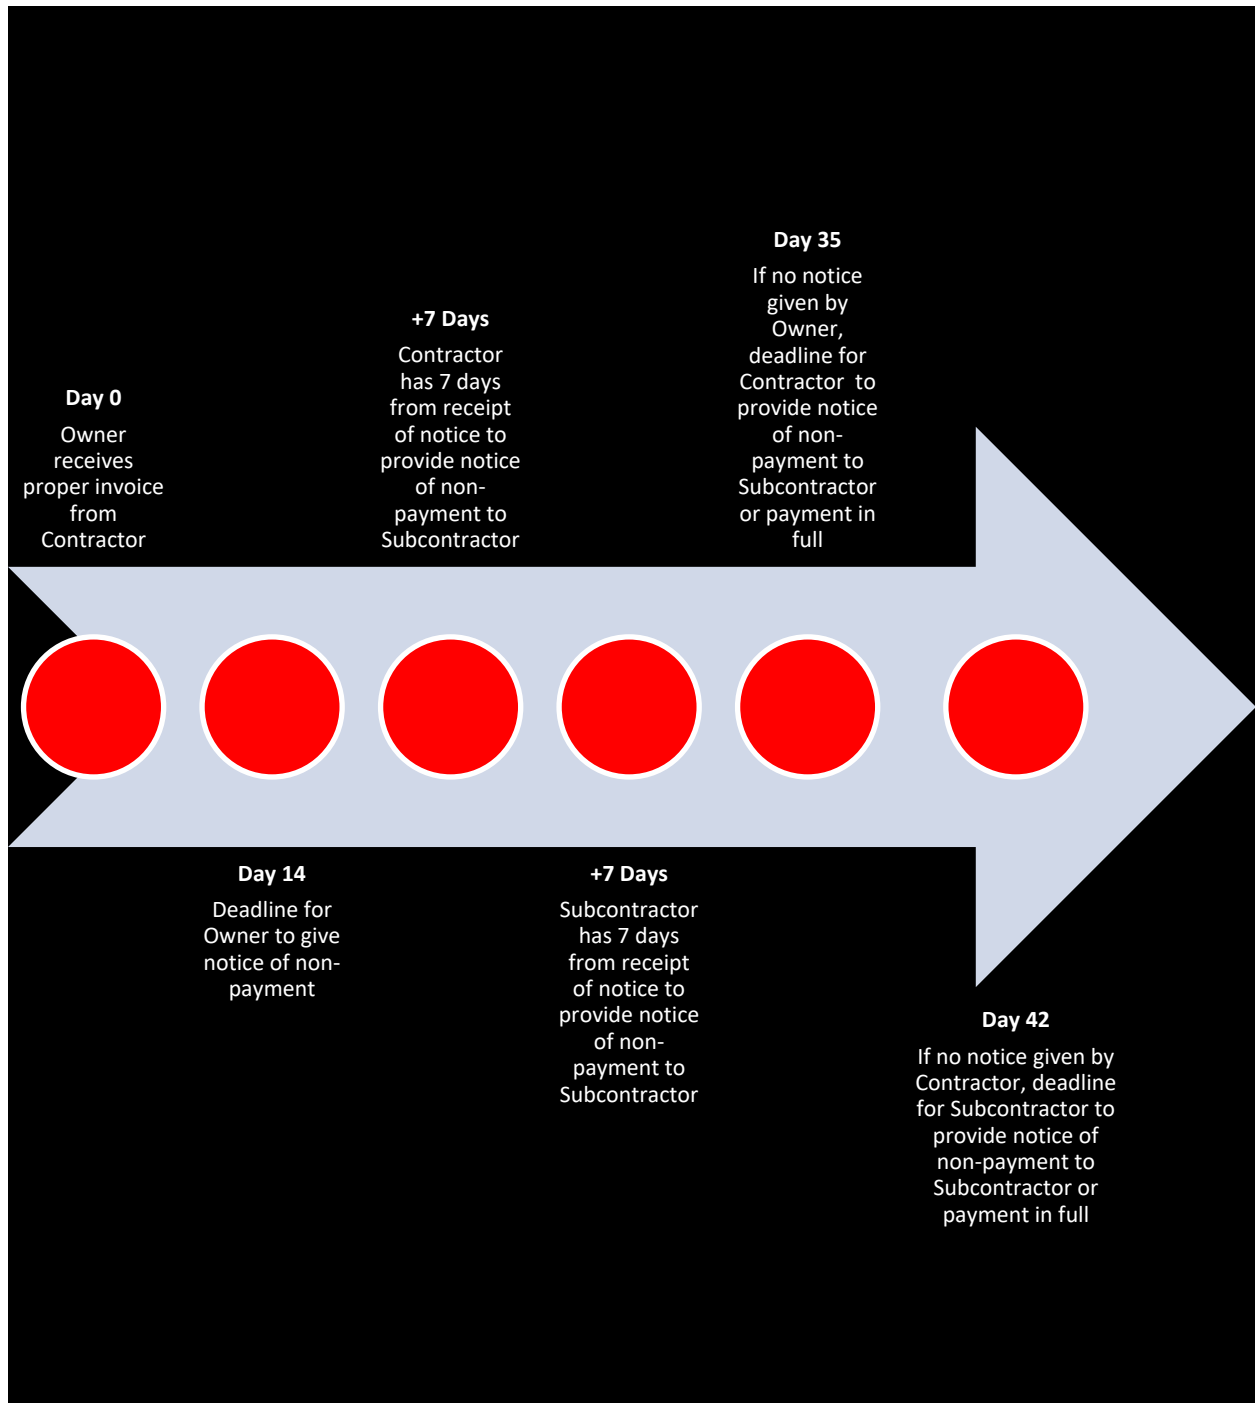 Day 0
Owner
receives
proper invoice
from
Contractor
Day 14
Deadline for
Owner to give
notice of non-
payment
+7 Days
Contractor
has 7 days
from receipt
of notice to
provide notice
of non-
payment to
Subcontractor
+7 Days
Subcontractor
has 7 days
from receipt
of notice to
provide notice
of non-
payment to
Subcontractor
Day 35
If no notice
given by
Owner,
deadline for
Contractor to
provide notice
of non-
payment to
Subcontractor
or payment in
full
Day 42
If no notice given by
Contractor, deadline
for Subcontractor to
provide notice of
non-payment to
Subcontractor or
payment in full